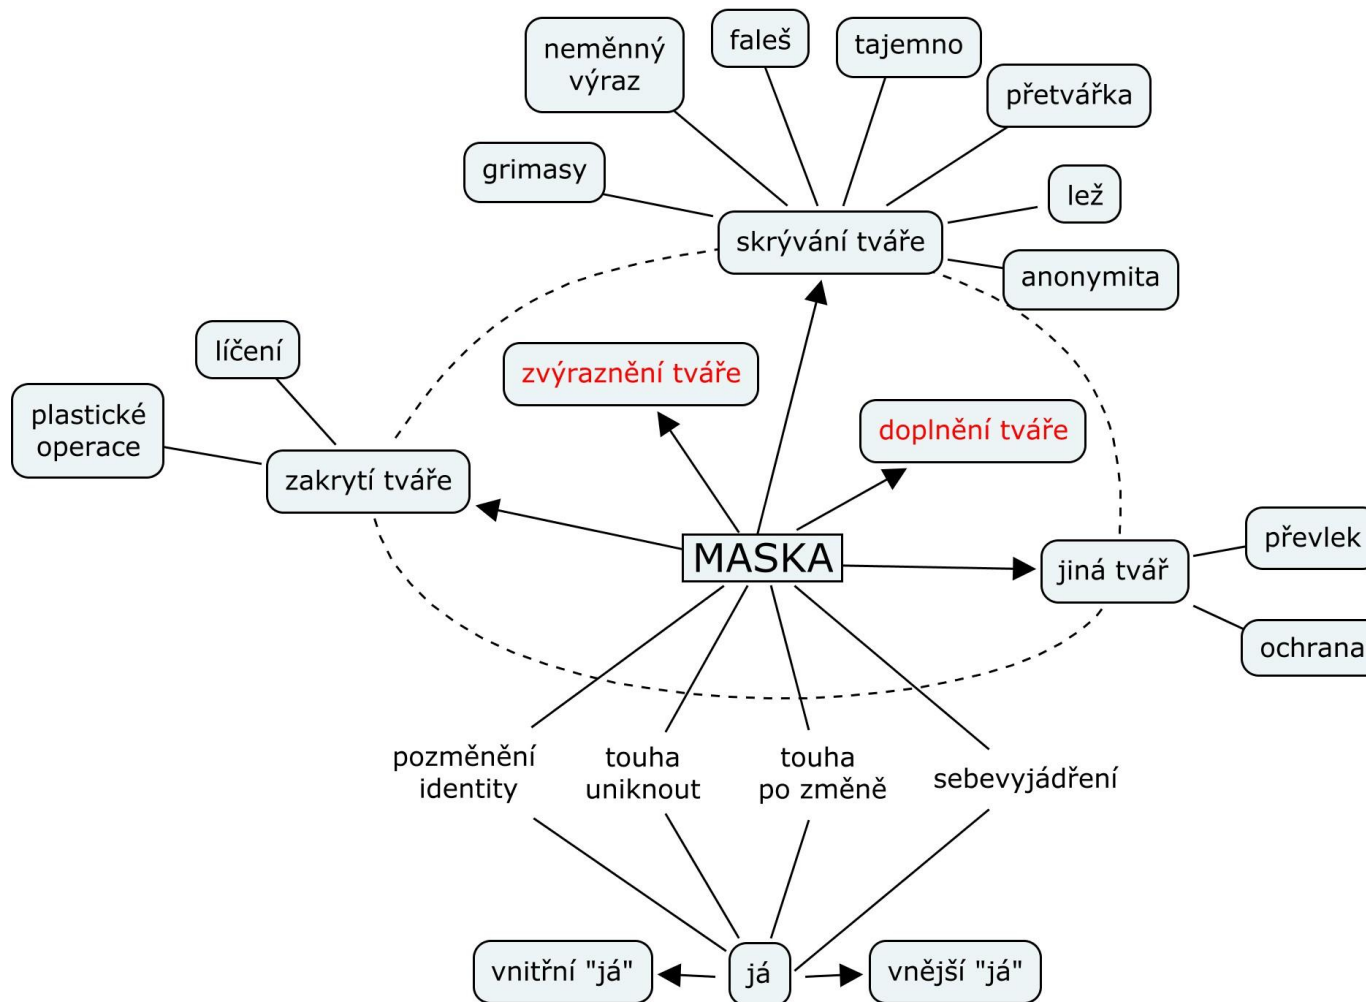 neměnný
výraz
faleš
tajemno
přetvářka
grimasy
lež
skrývání tváře
anonymita
líčení
zvýraznění tváře
plastické
operace
doplnění tváře
zakrytí tváře
převlek
MASKA
jiná tvář
ochrana
pozměnění
identity
touha
uniknout
touha
po změně
sebevyjádření
vnitřní "já"
já
vnější "já"